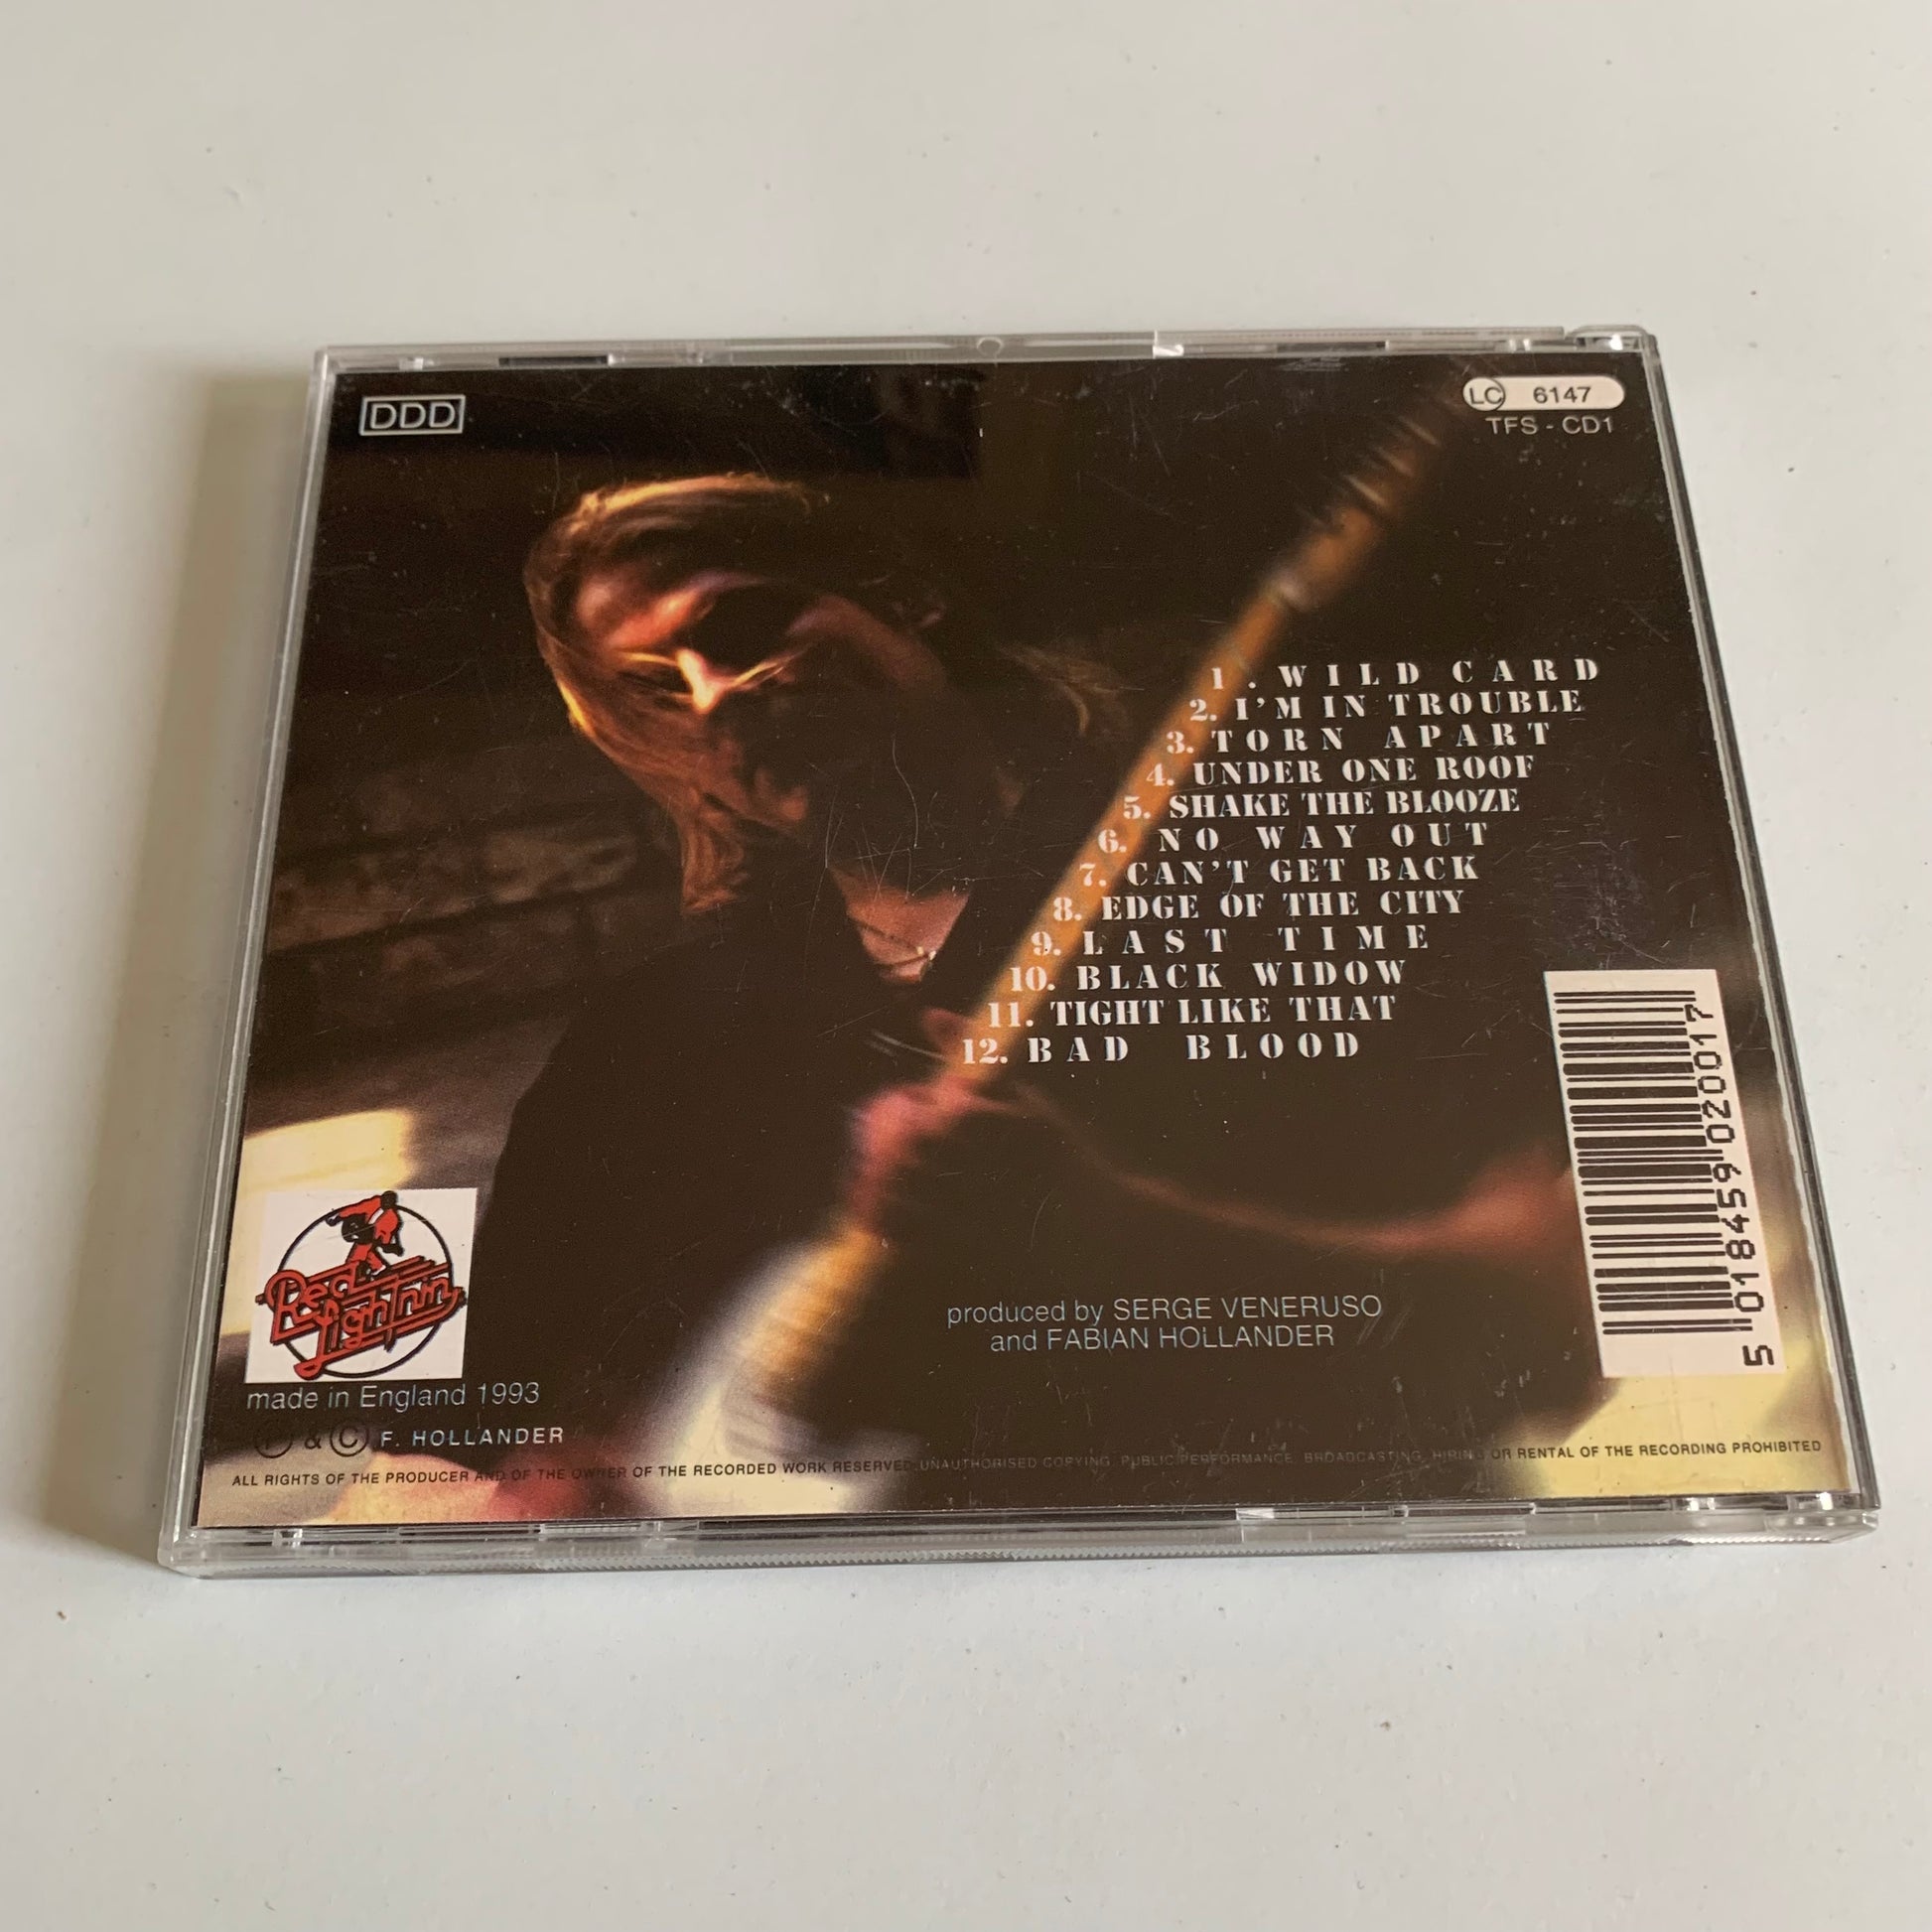 DDD
LC 6147
TFS - CD1
1. WILD CARD
2. I'M IN TROUBLE
3. TORN APART
4. UNDER ONE ROOF
5. SHAKE THE BLOOZE
6. NO WAY OUT
7. CAN'T GET BACK
8. EDGE OF THE CITY
9. LAST TIME
10. BLACK WIDOW
11. TIGHT LIKE THAT
12. BAD BLOOD
5 018459 020017
Red
Lightnin
produced by SERGE VENERUSO
and FABIAN HOLLANDER
made in England 1993
Ⓟ & © F. HOLLANDER
ALL RIGHTS OF THE PRODUCER AND OF THE OWNER OF THE RECORDED WORK RESERVED. UNAUTHORISED COPYING, PUBLIC PERFORMANCE, BROADCASTING, HIRING OR RENTAL OF THE RECORDING PROHIBITED